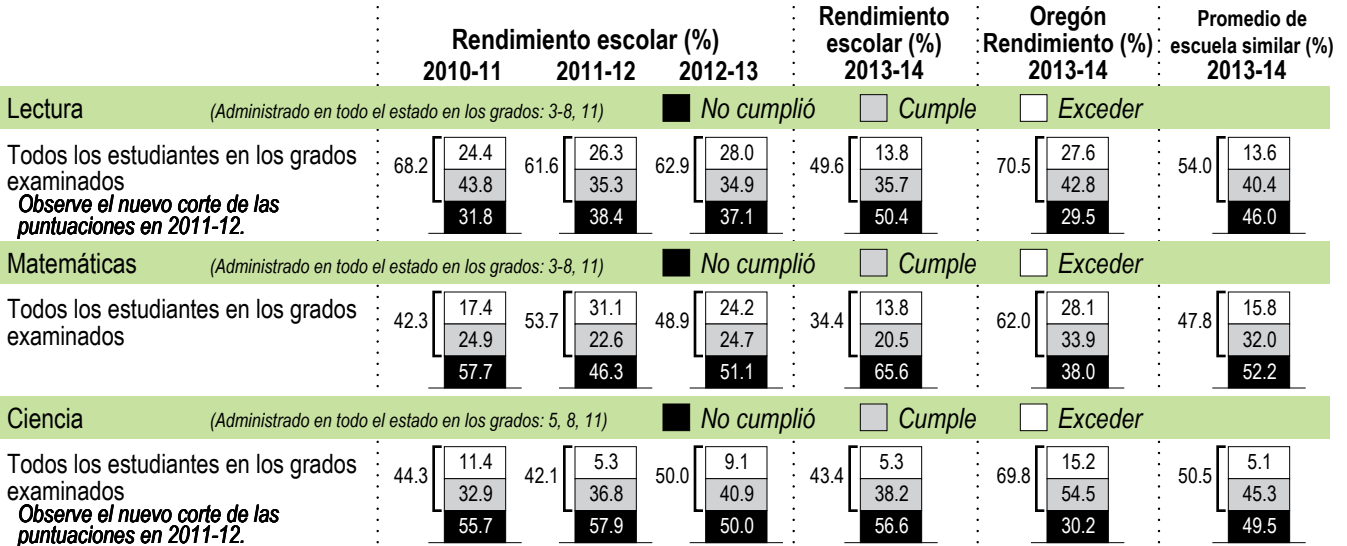 Rendimiento escolar (%)
2010-11 2011-12 2012-13
Rendimiento
escolar (%)
2013-14
Oregón
Rendimiento (%)
2013-14
Promedio de
escuela similar (%)
2013-14
Lectura (Administrado en todo el estado en los grados: 3-8, 11) No cumplió Cumple Exceder
Todos los estudiantes en los grados
examinados
Observe el nuevo corte de las
puntuaciones en 2011-12.
68.2 24.4 43.8 31.8
61.6 26.3 35.3 38.4
62.9 28.0 34.9 37.1
49.6 13.8 35.7 50.4
70.5 27.6 42.8 29.5
54.0 13.6 40.4 46.0
Matemáticas (Administrado en todo el estado en los grados: 3-8, 11) No cumplió Cumple Exceder
Todos los estudiantes en los grados
examinados
42.3 17.4 24.9 57.7
53.7 31.1 22.6 46.3
48.9 24.2 24.7 51.1
34.4 13.8 20.5 65.6
62.0 28.1 33.9 38.0
47.8 15.8 32.0 52.2
Ciencia (Administrado en todo el estado en los grados: 5, 8, 11) No cumplió Cumple Exceder
Todos los estudiantes en los grados
examinados
Observe el nuevo corte de las
puntuaciones en 2011-12.
44.3 11.4 32.9 55.7
42.1 5.3 36.8 57.9
50.0 9.1 40.9 50.0
43.4 5.3 38.2 56.6
69.8 15.2 54.5 30.2
50.5 5.1 45.3 49.5